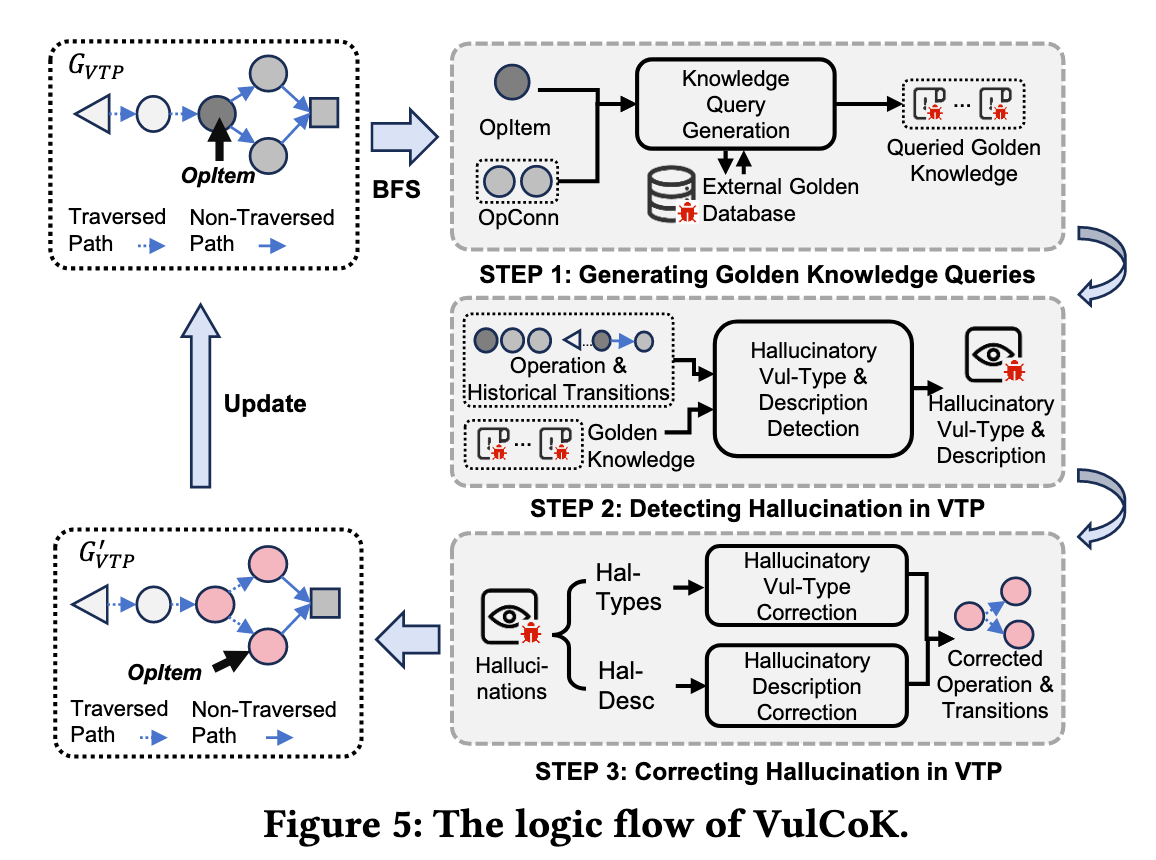 G_VTP
OpItem
Traversed
Path
Non-Traversed
Path
BFS
OpItem
OpConn
Knowledge
Query
Generation
External Golden
Database
! ... !
Queried Golden
Knowledge
STEP 1: Generating Golden Knowledge Queries
...
Operation &
Historical Transitions
! ... !
Golden
Knowledge
Hallucinatory
Vul-Type &
Description
Detection
Hallucinatory
Vul-Type &
Description
STEP 2: Detecting Hallucination in VTP
Update
Halluci-
nations
Hal-
Types
Hal-
Desc
Hallucinatory
Vul-Type
Correction
Hallucinatory
Description
Correction
Corrected
Operation &
Transitions
STEP 3: Correcting Hallucination in VTP
G'_VTP
OpItem
Traversed
Path
Non-Traversed
Path
Figure 5: The logic flow of VulCoK.